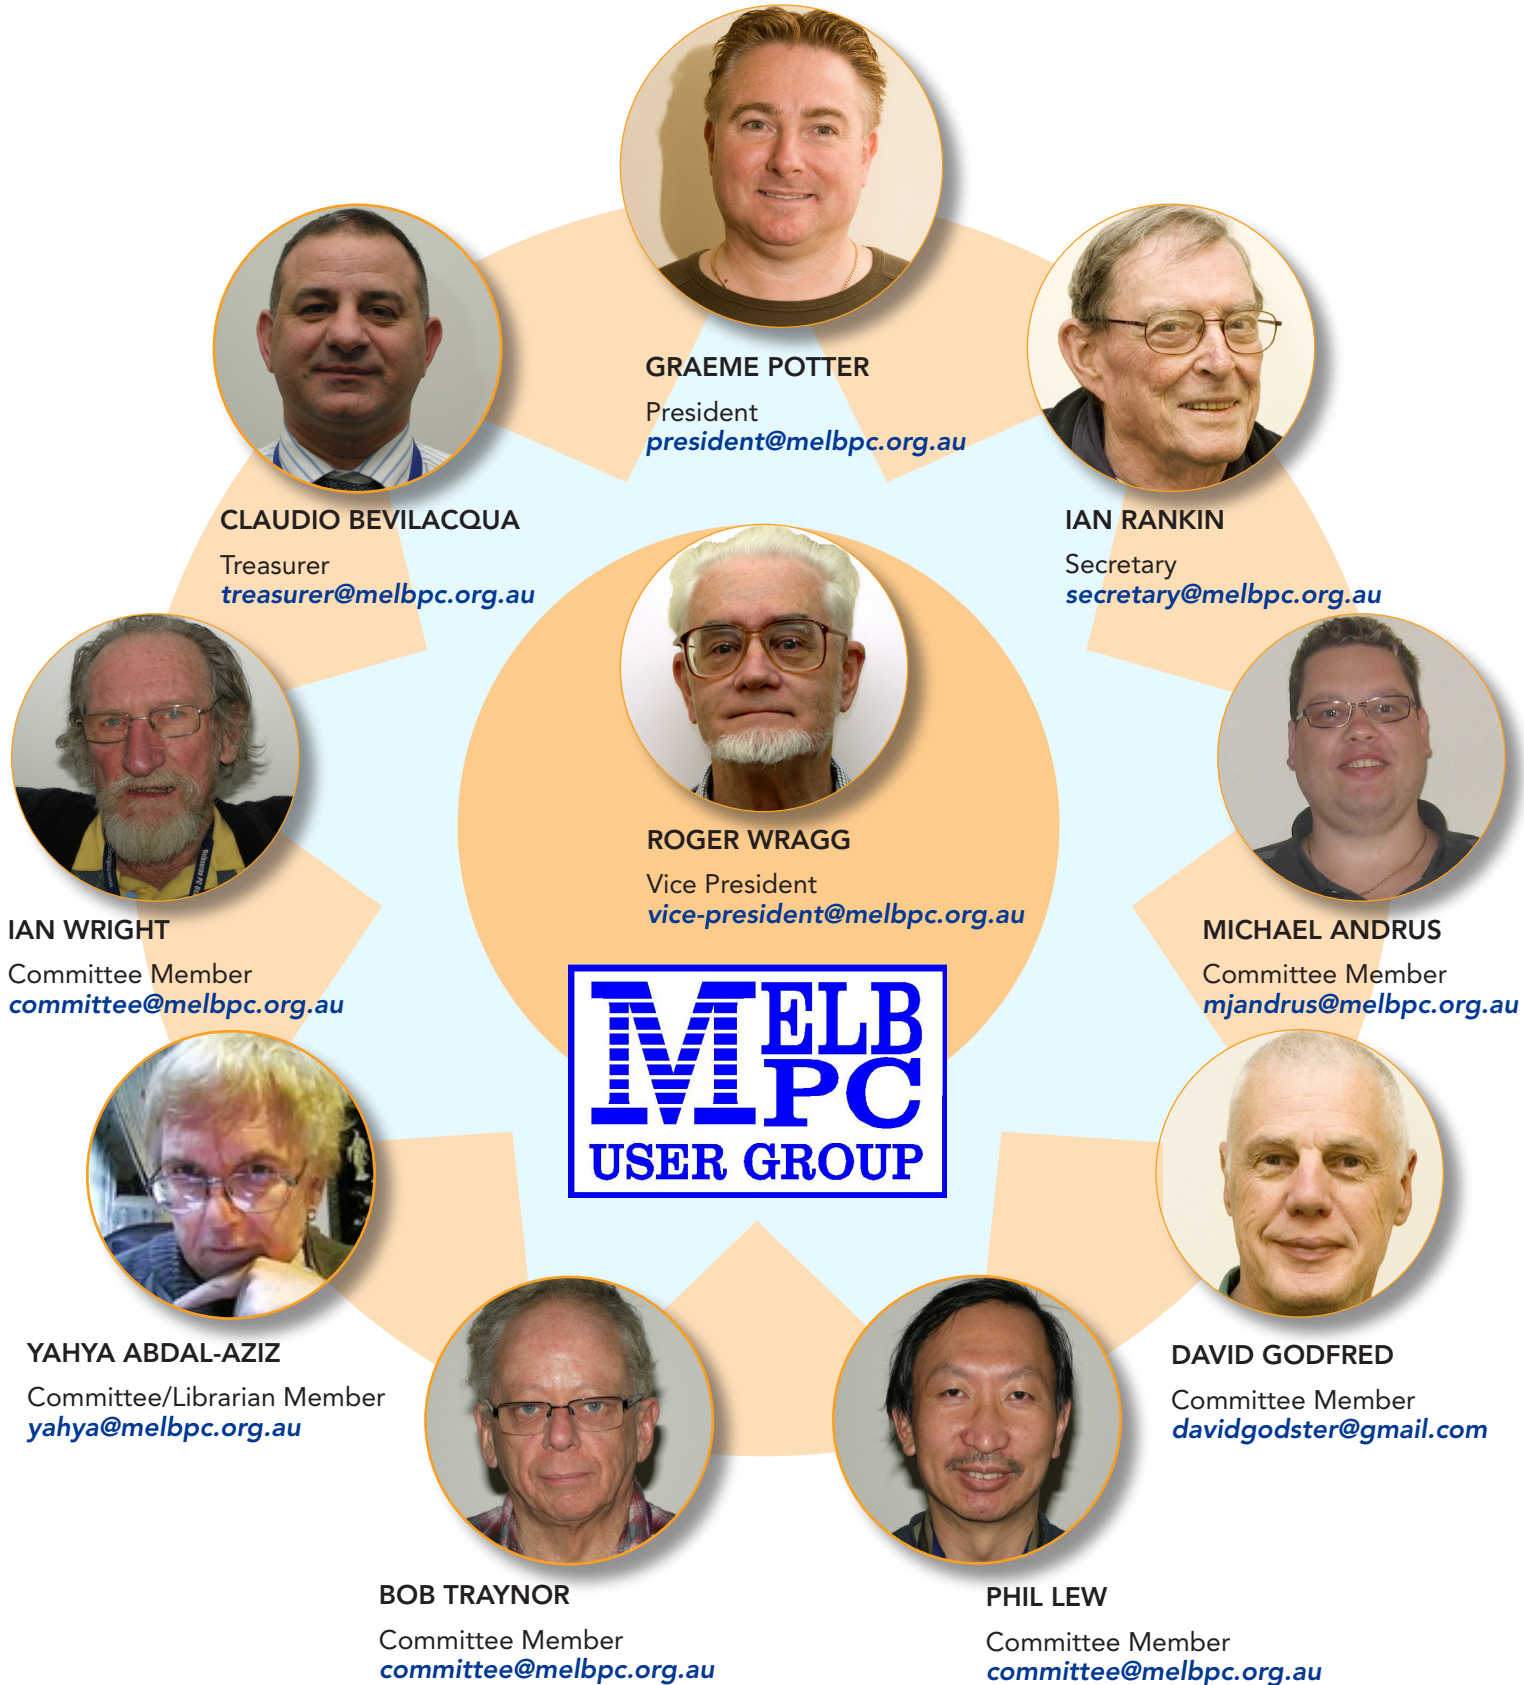 GRAEME POTTER
President
president@melbpc.org.au
CLAUDIO BEVILACQUA
Treasurer
treasurer@melbpc.org.au
IAN RANKIN
Secretary
secretary@melbpc.org.au
ROGER WRAGG
Vice President
vice-president@melbpc.org.au
IAN WRIGHT
Committee Member
committee@melbpc.org.au
MICHAEL ANDRUS
Committee Member
mjandrus@melbpc.org.au
MELB
PC
USER GROUP
YAHYA ABDAL-AZIZ
Committee/Librarian Member
yahya@melbpc.org.au
DAVID GODFRED
Committee Member
davidgodster@gmail.com
BOB TRAYNOR
Committee Member
committee@melbpc.org.au
PHIL LEW
Committee Member
committee@melbpc.org.au